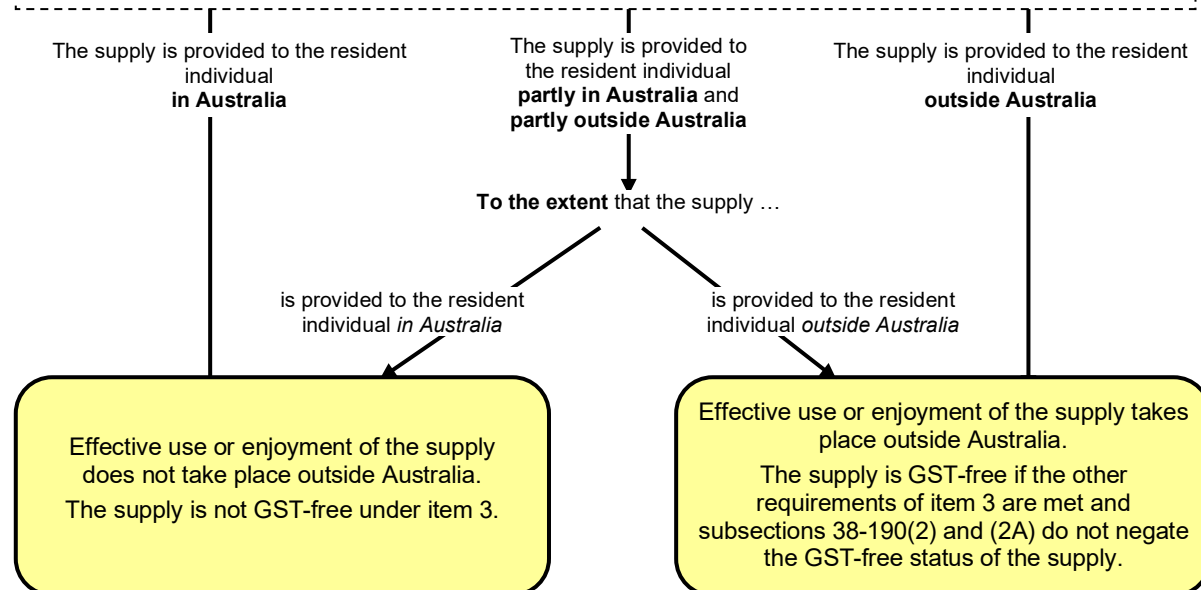 The supply is provided to the resident
individual
in Australia
The supply is provided to
the resident individual
partly in Australia and
partly outside Australia
The supply is provided to the resident
individual
outside Australia
To the extent that the supply …
is provided to the resident
individual in Australia
is provided to the resident
individual outside Australia
Effective use or enjoyment of the supply
does not take place outside Australia.
The supply is not GST-free under item 3.
Effective use or enjoyment of the supply takes
place outside Australia.
The supply is GST-free if the other
requirements of item 3 are met and
subsections 38-190(2) and (2A) do not negate
the GST-free status of the supply.